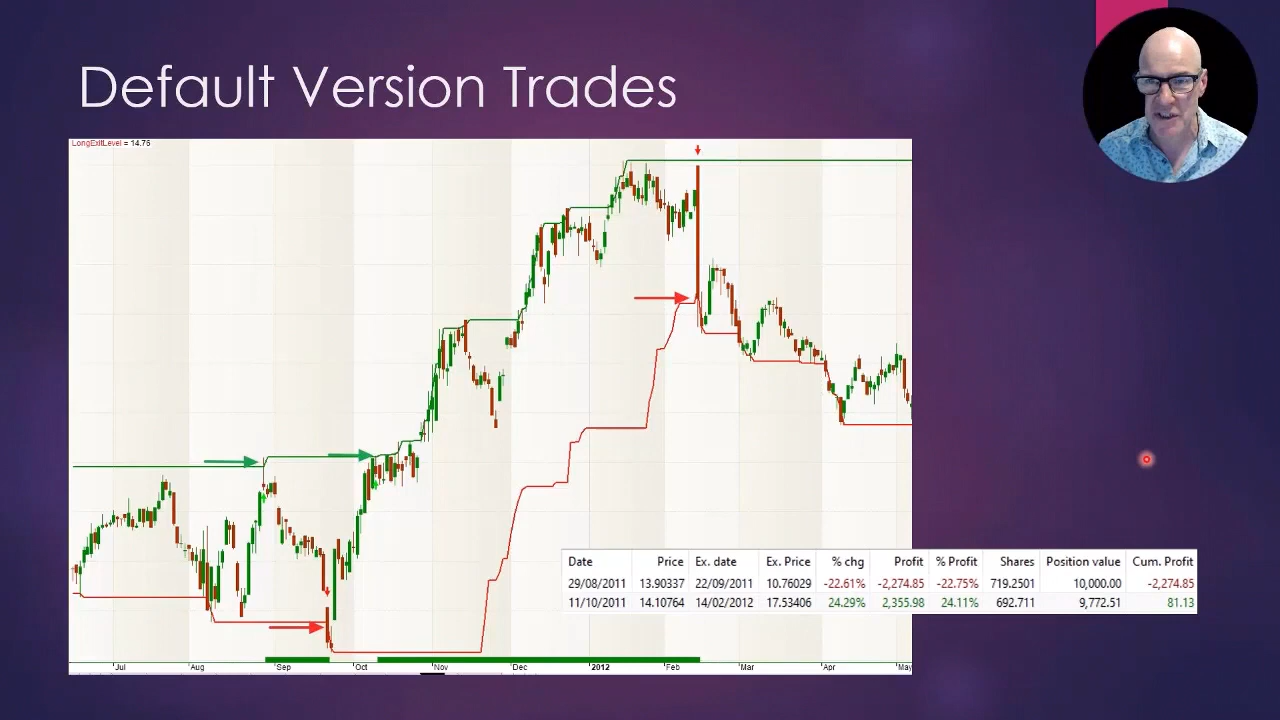 Default Version Trades
LongExitLevel = 14.76
Date Price Ex. date Ex. Price % chg Profit % Profit Shares Position value Cum. Profit
29/08/2011 13.90337 22/09/2011 10.76029 -22.61% -2,274.85 -22.75% 719.2501 10,000.00 -2,274.85
11/10/2011 14.10764 14/02/2012 17.53406 24.29% 2,355.98 24.11% 692.711 9,772.51 81.13
Jul Aug Sep Oct Nov Dec 2012 Feb Mar Apr May